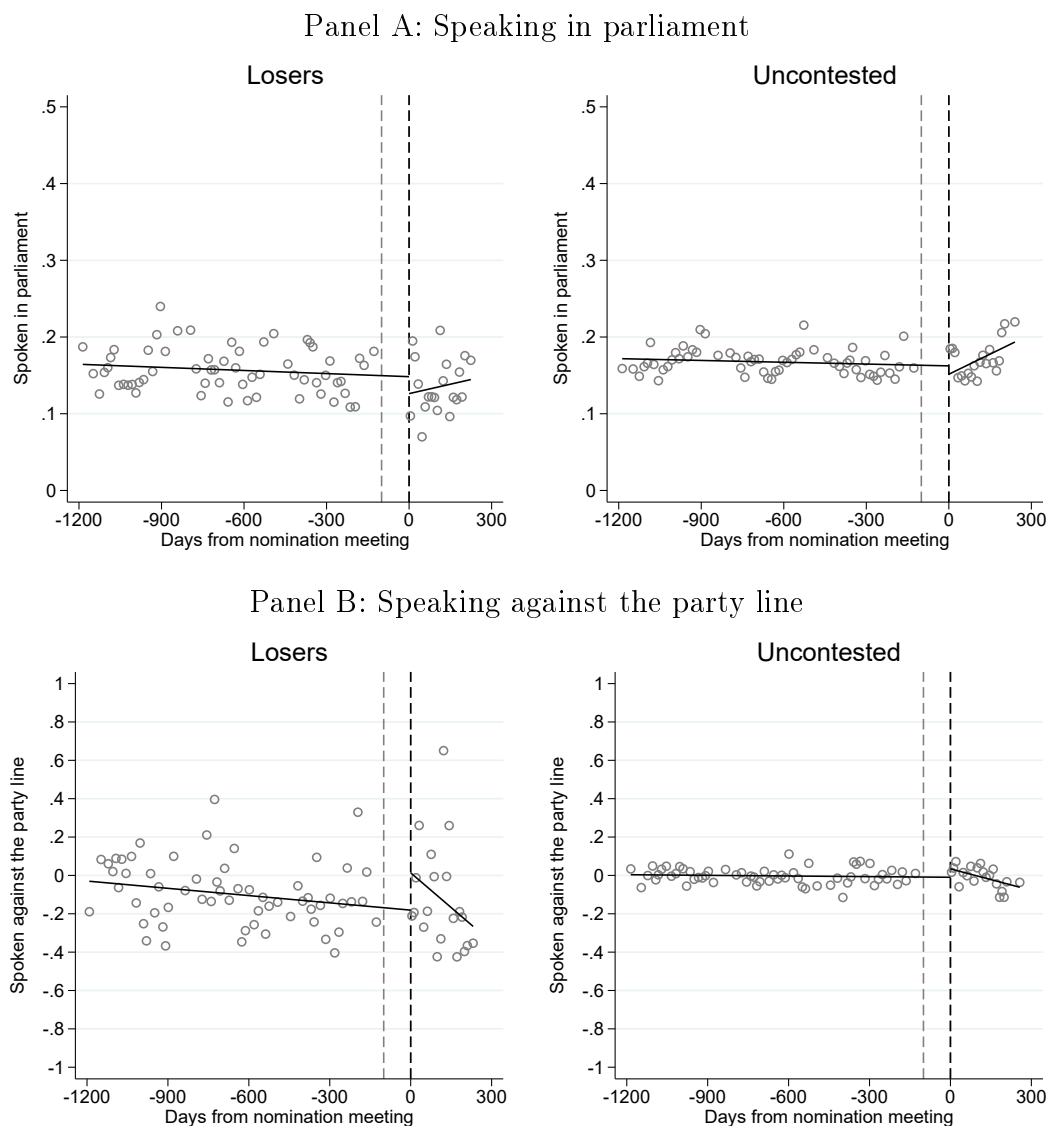 Panel A: Speaking in parliament
Losers
Uncontested
.5
.4
.3
.2
.1
0
Spoken in parliament
-1200 -900 -600 -300 0 300
Days from nomination meeting
.5
.4
.3
.2
.1
0
Spoken in parliament
-1200 -900 -600 -300 0 300
Days from nomination meeting
Panel B: Speaking against the party line
Losers
Uncontested
1
.8
.6
.4
.2
0
-.2
-.4
-.6
-.8
-1
Spoken against the party line
-1200 -900 -600 -300 0 300
Days from nomination meeting
1
.8
.6
.4
.2
0
-.2
-.4
-.6
-.8
-1
Spoken against the party line
-1200 -900 -600 -300 0 300
Days from nomination meeting